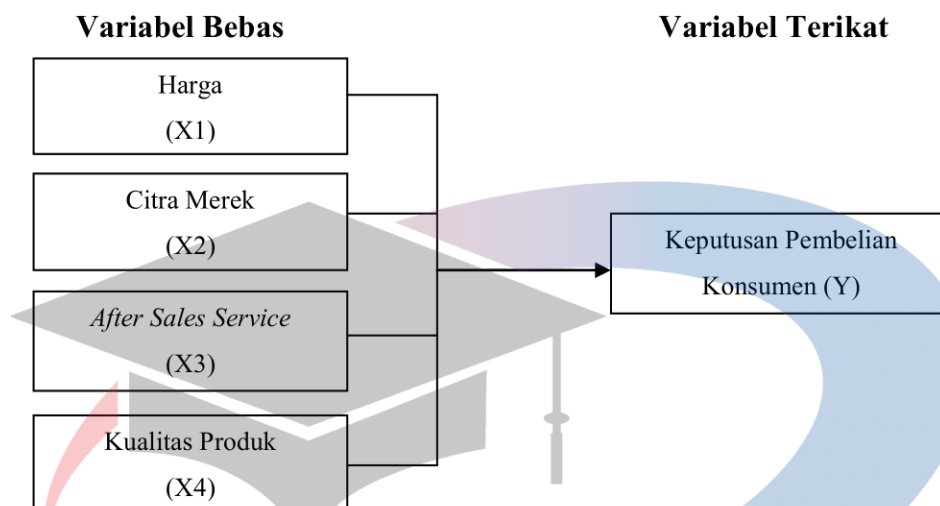 Variabel Bebas
Variabel Terikat
Harga
(X1)
Citra Merek
(X2)
After Sales Service
(X3)
Kualitas Produk
(X4)
Keputusan Pembelian
Konsumen (Y)